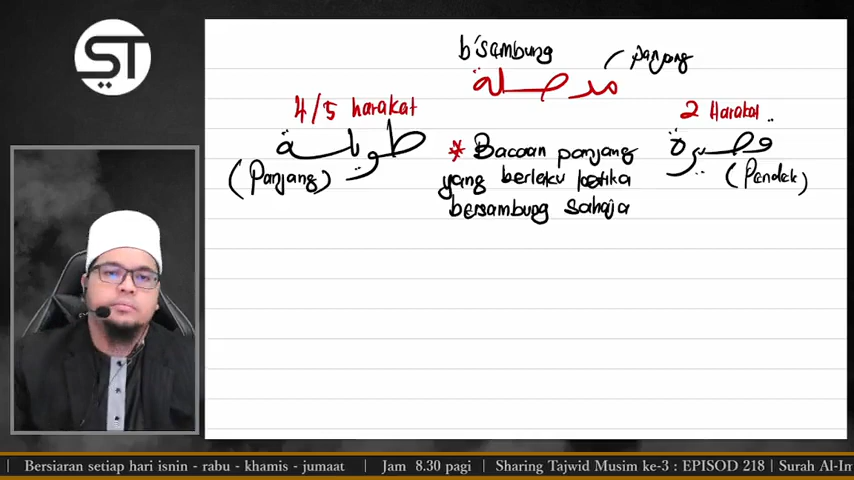 ST
b'sambung
( panjang
مد صلة
4/5 harakat
2 Harakat
طويلة
قصيرة
(Panjang)
(Pendek)
* Bacaan panjang
yang berlaku ketika
bersambung sahaja
| Bersiaran setiap hari isnin - rabu - khamis - jumaat | Jam 8.30 pagi | Sharing Tajwid Musim ke-3 : EPISOD 218 | Surah Al-Im